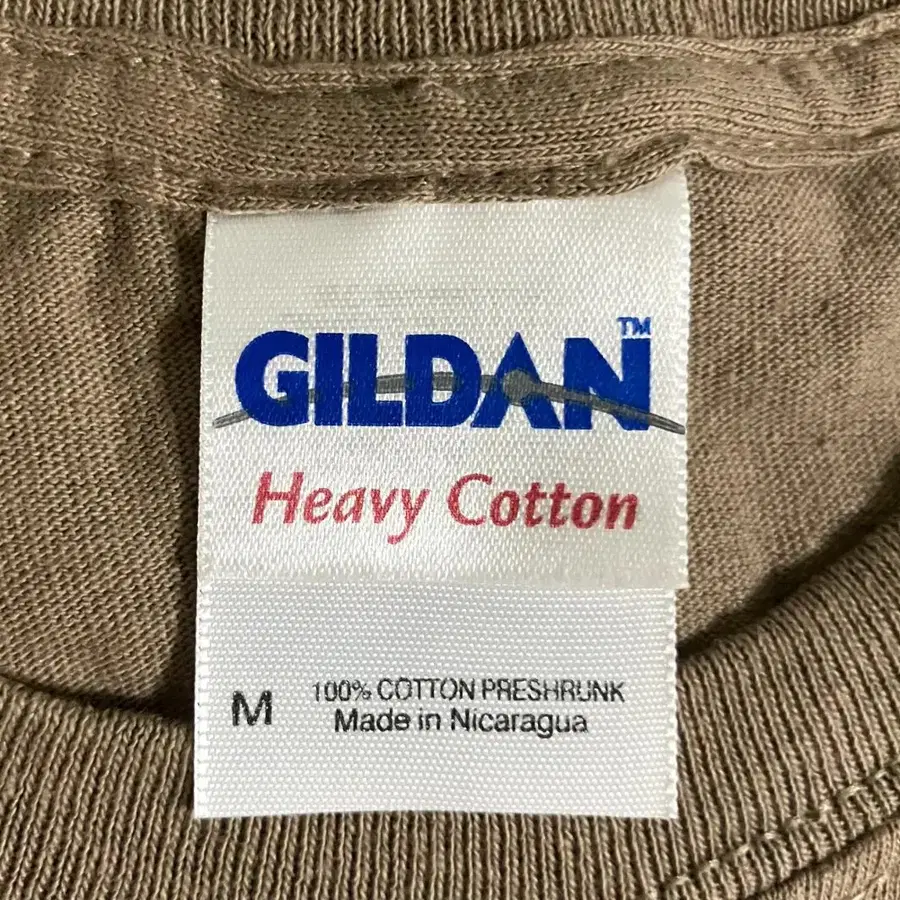 GILDAN™
Heavy Cotton
M 100% COTTON PRESHRUNK
Made in Nicaragua